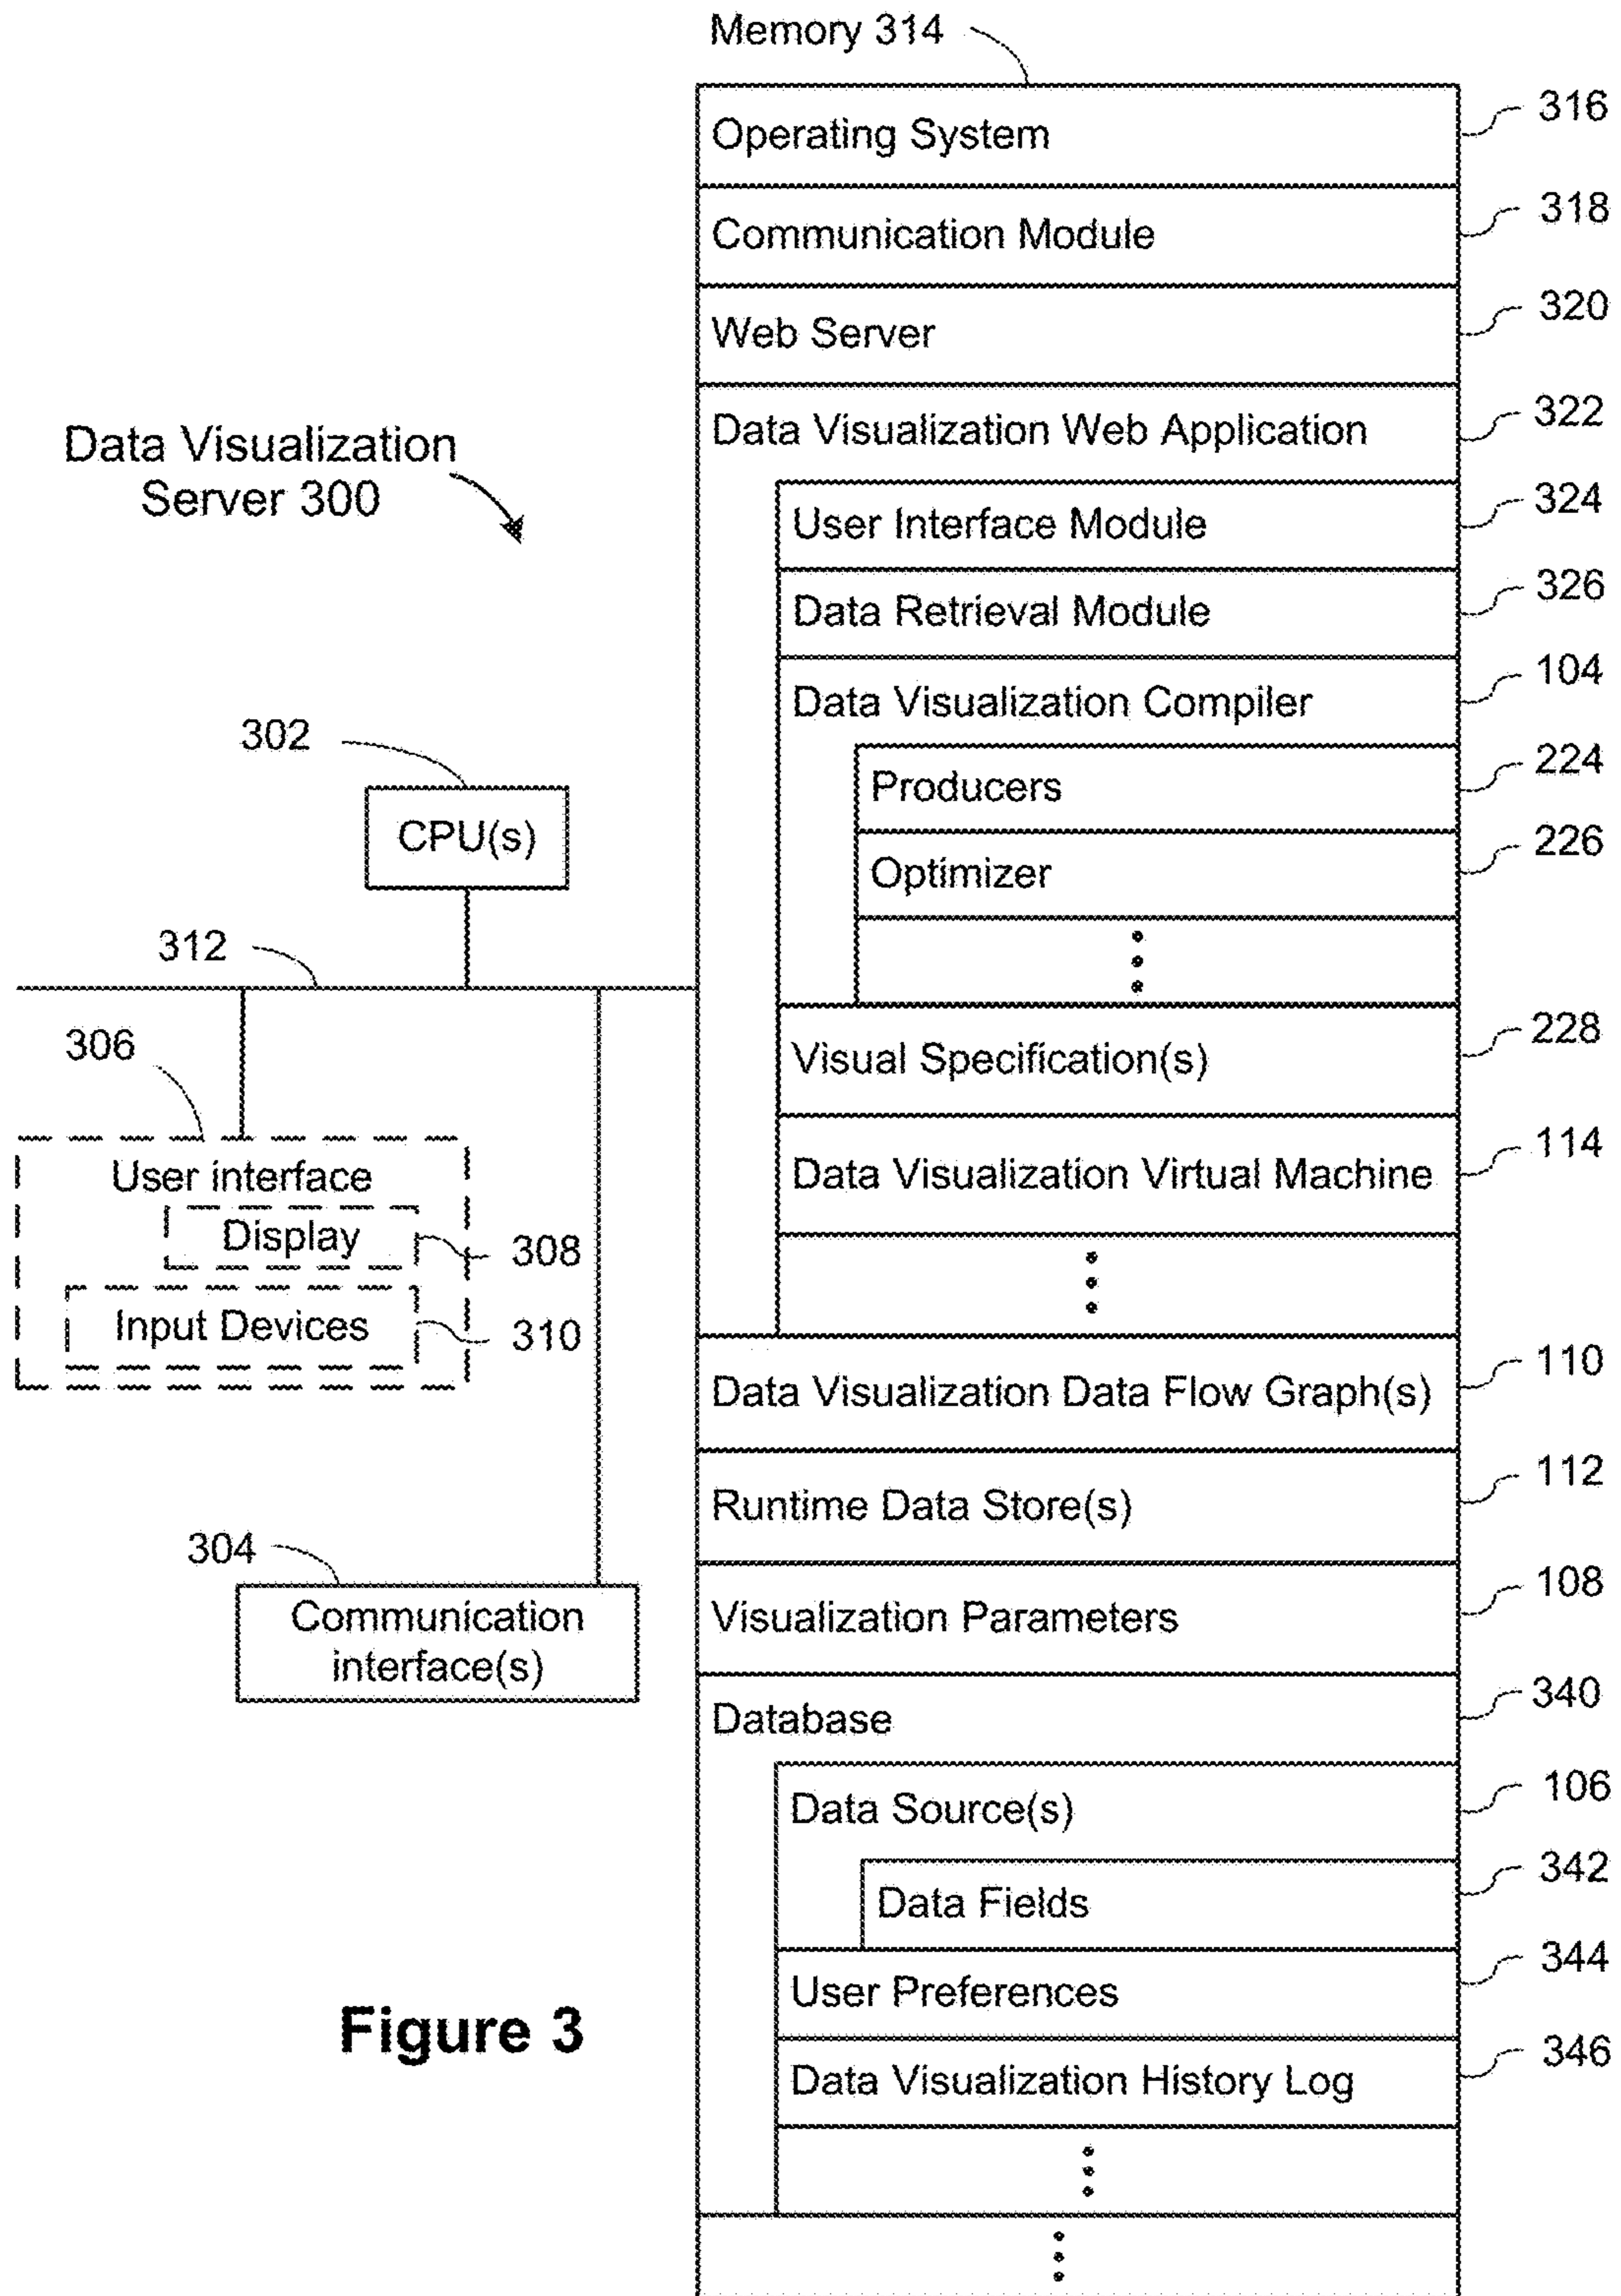 Memory 314
Operating System 316
Communication Module 318
Web Server 320
Data Visualization Web Application 322
User Interface Module 324
Data Retrieval Module 326
Data Visualization Compiler 104
Producers 224
Optimizer 226
Visual Specification(s) 228
Data Visualization Virtual Machine 114
Data Visualization Data Flow Graph(s) 110
Runtime Data Store(s) 112
Visualization Parameters 108
Database 340
Data Source(s) 106
Data Fields 342
User Preferences 344
Data Visualization History Log 346
Data Visualization
Server 300
302
CPU(s)
312
306
User interface
Display 308
Input Devices 310
304
Communication
interface(s)
Figure 3